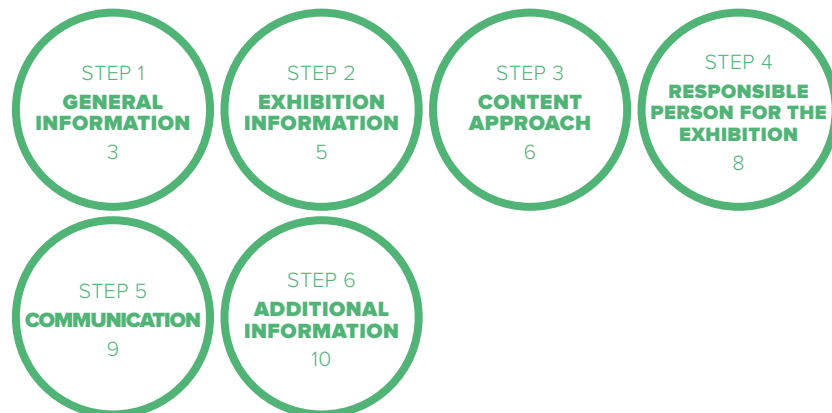 STEP 1
GENERAL
INFORMATION
3
STEP 2
EXHIBITION
INFORMATION
5
STEP 3
CONTENT
APPROACH
6
STEP 4
RESPONSIBLE
PERSON FOR THE
EXHIBITION
8
STEP 5
COMMUNICATION
9
STEP 6
ADDITIONAL
INFORMATION
10